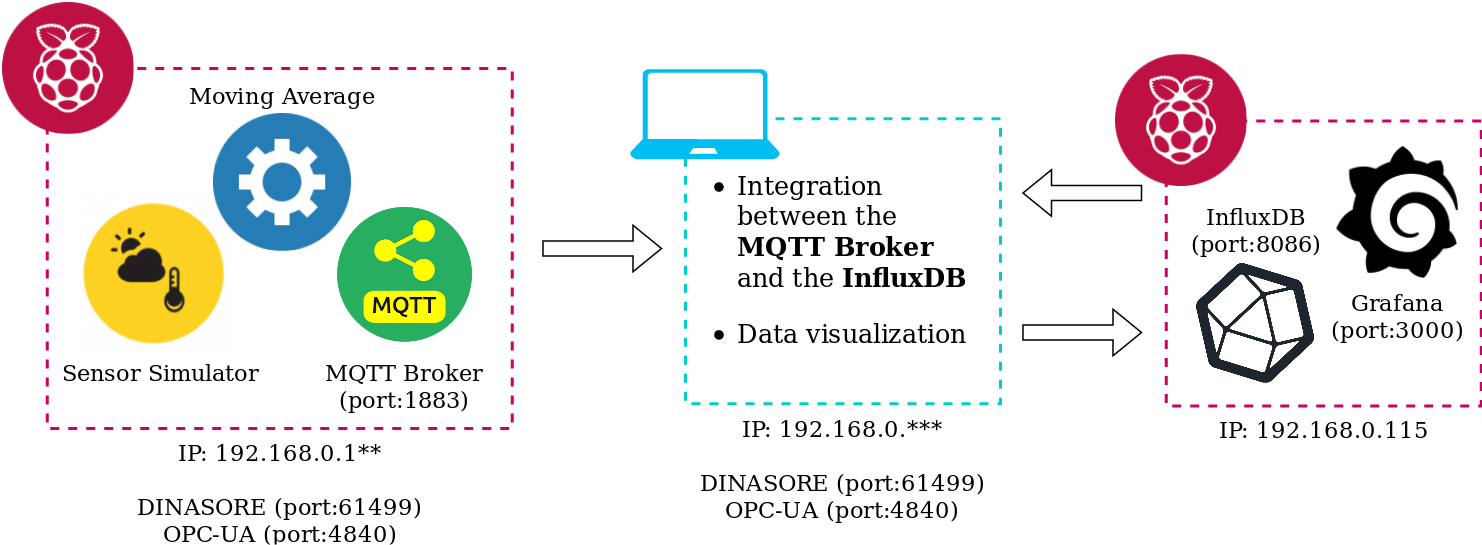 Moving Average
Sensor Simulator
MQTT
MQTT Broker
(port:1883)
IP: 192.168.0.1**
DINASORE (port:61499)
OPC-UA (port:4840)
• Integration
between the
MQTT Broker
and the InfluxDB
• Data visualization
IP: 192.168.0.***
DINASORE (port:61499)
OPC-UA (port:4840)
InfluxDB
(port:8086)
Grafana
(port:3000)
IP: 192.168.0.115